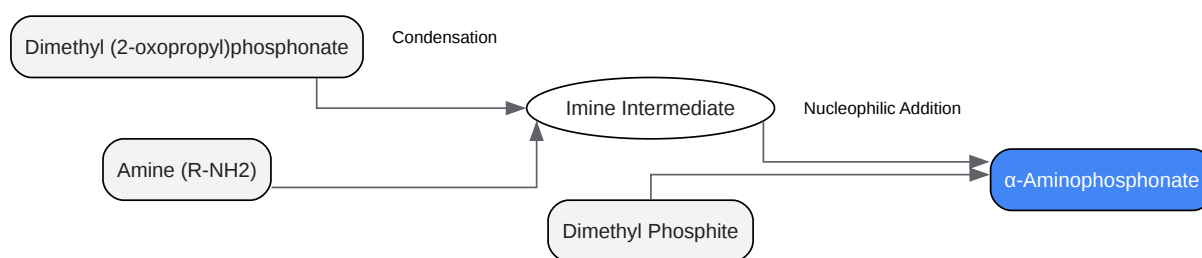 Dimethyl (2-oxopropyl)phosphonate
Condensation
Imine Intermediate
Nucleophilic Addition
Amine (R-NH2)
α-Aminophosphonate
Dimethyl Phosphite